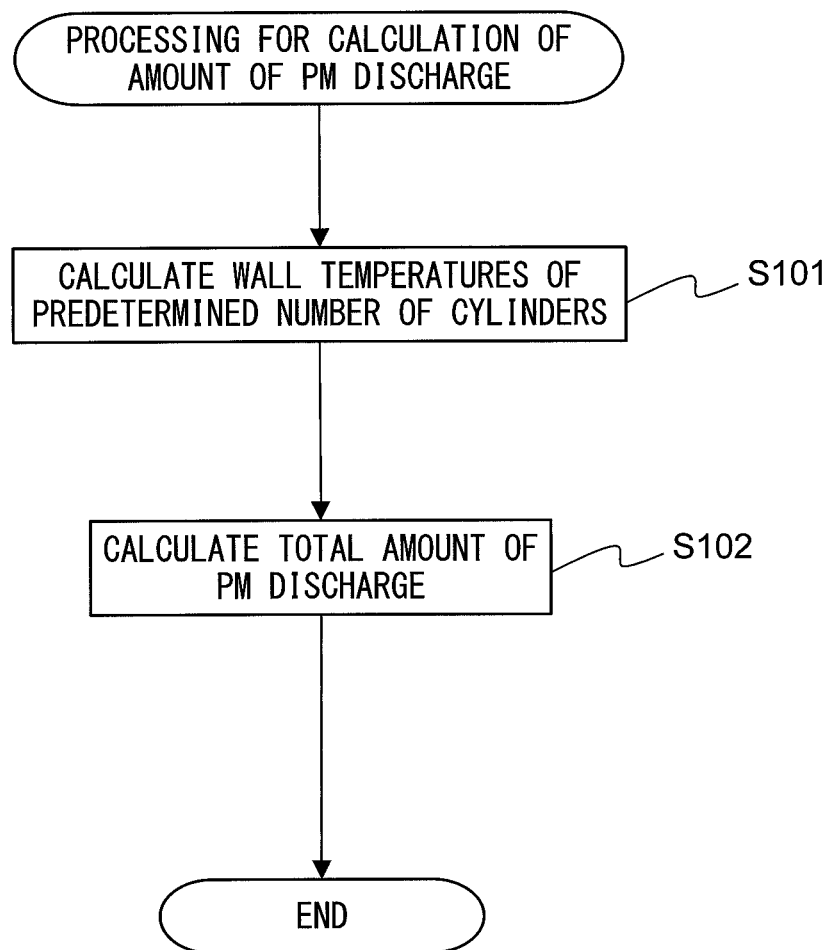 PROCESSING FOR CALCULATION OF
AMOUNT OF PM DISCHARGE
CALCULATE WALL TEMPERATURES OF
PREDETERMINED NUMBER OF CYLINDERS
S101
CALCULATE TOTAL AMOUNT OF
PM DISCHARGE
S102
END